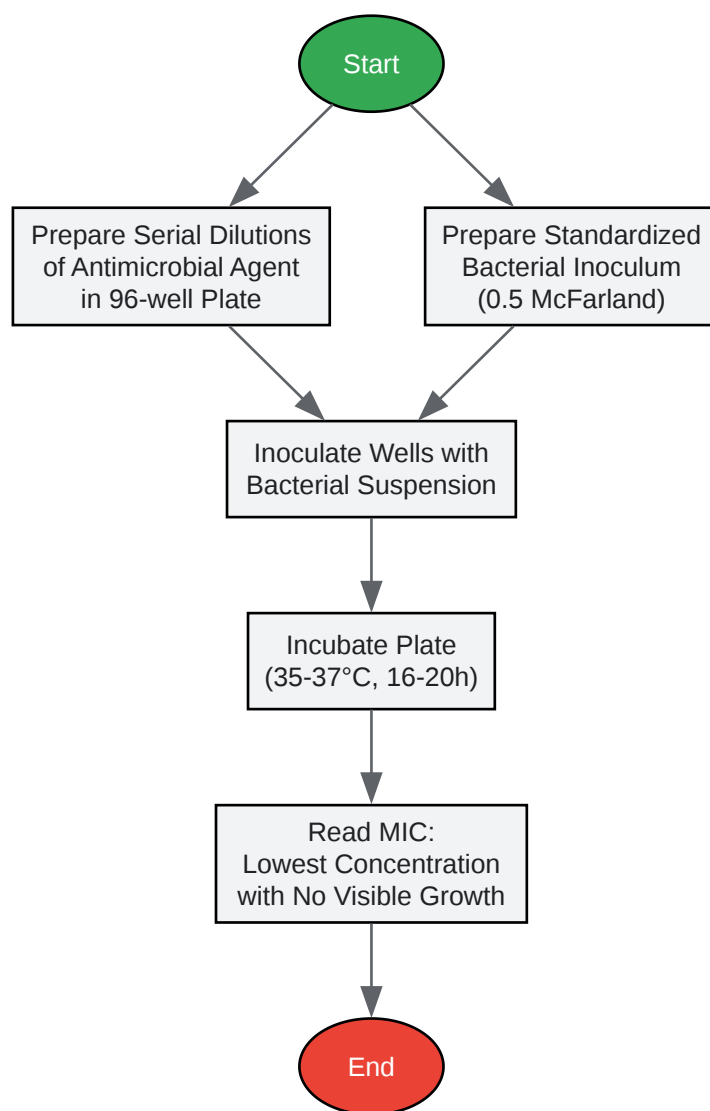 Start
Prepare Serial Dilutions
of Antimicrobial Agent
in 96-well Plate
Prepare Standardized
Bacterial Inoculum
(0.5 McFarland)
Inoculate Wells with
Bacterial Suspension
Incubate Plate
(35-37°C, 16-20h)
Read MIC:
Lowest Concentration
with No Visible Growth
End